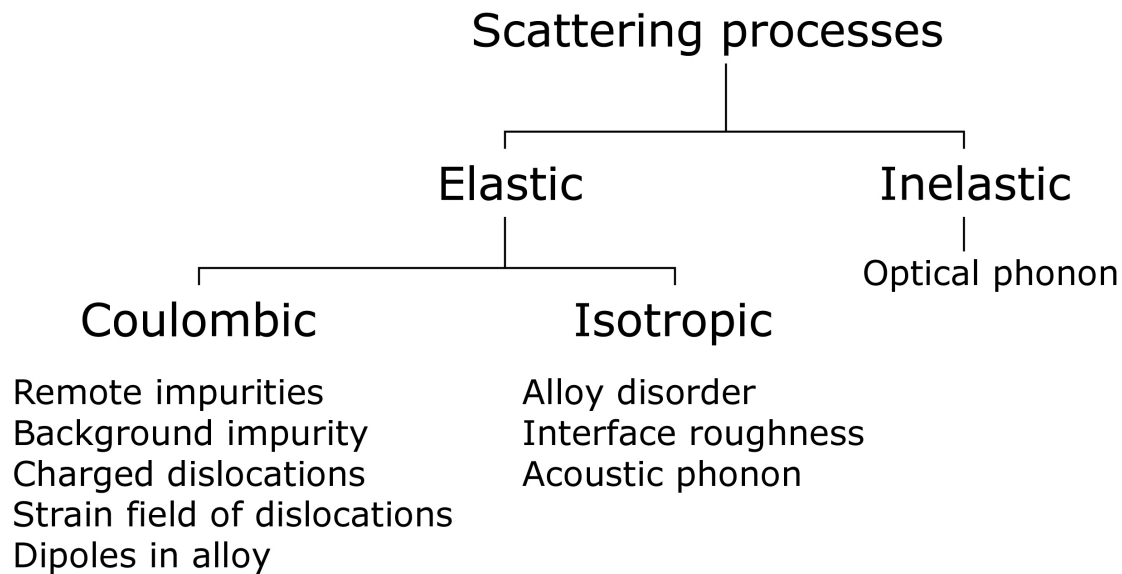 Scattering processes
Elastic
Inelastic
Optical phonon
Coulombic
Isotropic
Remote impurities
Background impurity
Charged dislocations
Strain field of dislocations
Dipoles in alloy
Alloy disorder
Interface roughness
Acoustic phonon